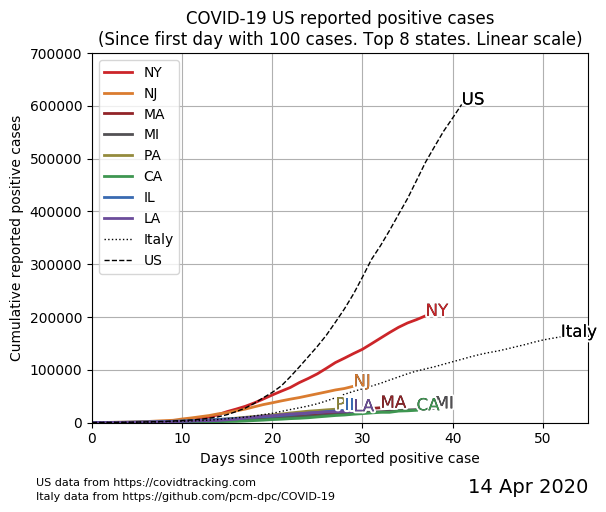 COVID-19 US reported positive cases
(Since first day with 100 cases. Top 8 states. Linear scale)
700000
600000
500000
400000
300000
200000
100000
0
Cumulative reported positive cases
NY
NJ
MA
MI
PA
CA
IL
LA
Italy
US
US
NY
Italy
NJ
IL
LA
MA
CA
MI
0
10
20
30
40
50
Days since 100th reported positive case
US data from https://covidtracking.com
Italy data from https://github.com/pcm-dpc/COVID-19
14 Apr 2020